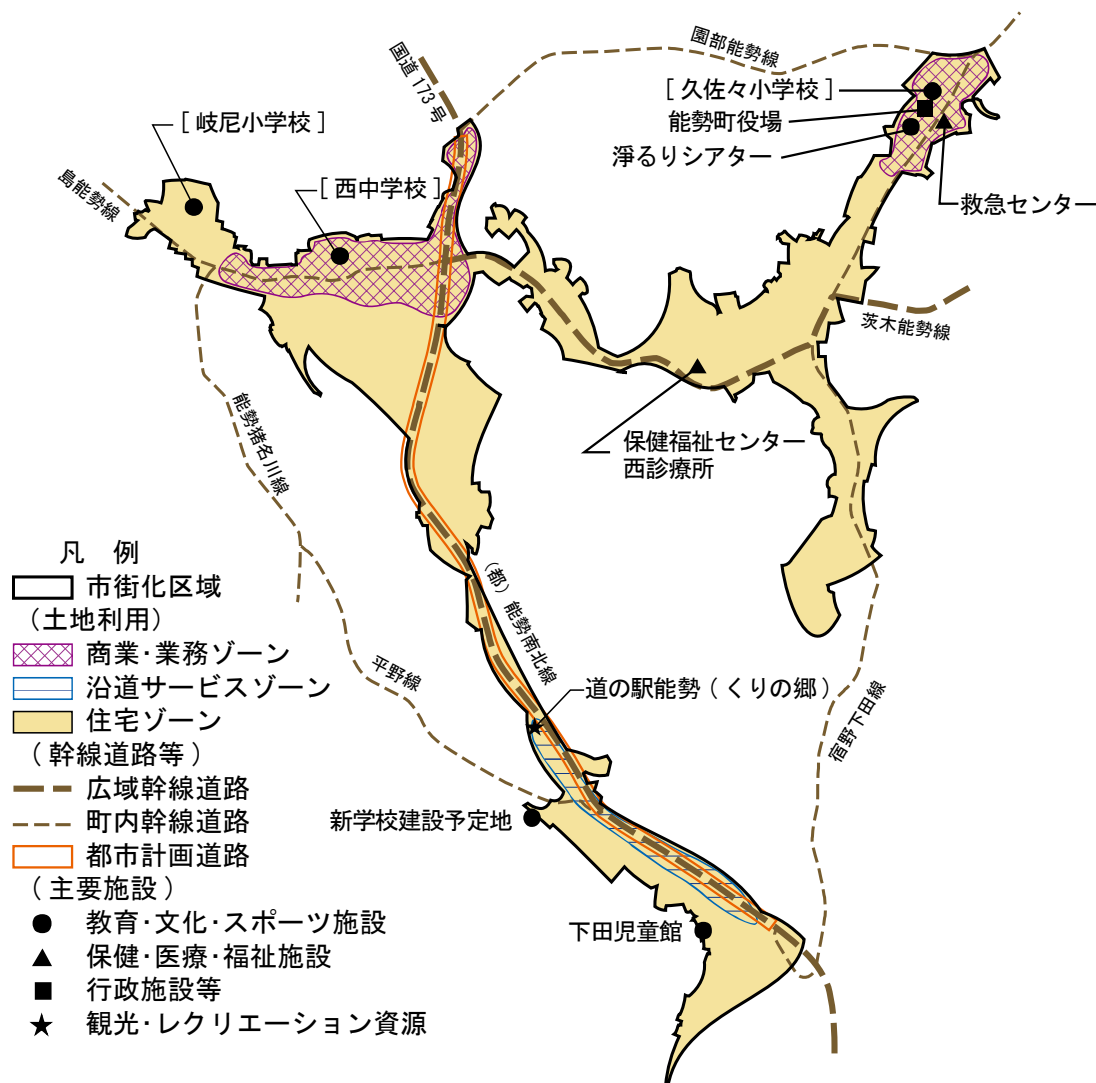 園部能勢線
国道173号
[ 久佐々小学校 ]
能勢町役場
浄るりシアター
救急センター
[ 岐尼小学校 ]
[ 西中学校 ]
島能勢線
茨木能勢線
保健福祉センター
西診療所
能勢猪名川線
(都)能勢南北線
平野線
道の駅能勢 ( くりの郷 )
宿野下田線
新学校建設予定地
下田児童館
凡 例
市街化区域
(土地利用)
商業・業務ゾーン
沿道サービスゾーン
住宅ゾーン
( 幹線道路等 )
広域幹線道路
町内幹線道路
都市計画道路
( 主要施設 )
教育・文化・スポーツ施設
保健・医療・福祉施設
行政施設等
観光・レクリエーション資源